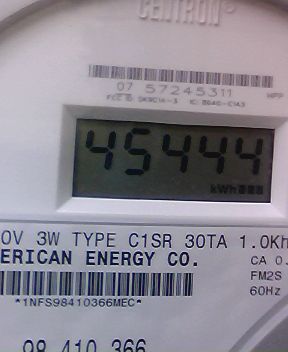 CENTRON®
07 57245311
45444
kWh
0V 3W TYPE C1SR 30TA 1.0Kh
ERICAN ENERGY CO.
CA 0.
FM2S
60Hz
*1NFS98410366MEC*
98 410 366